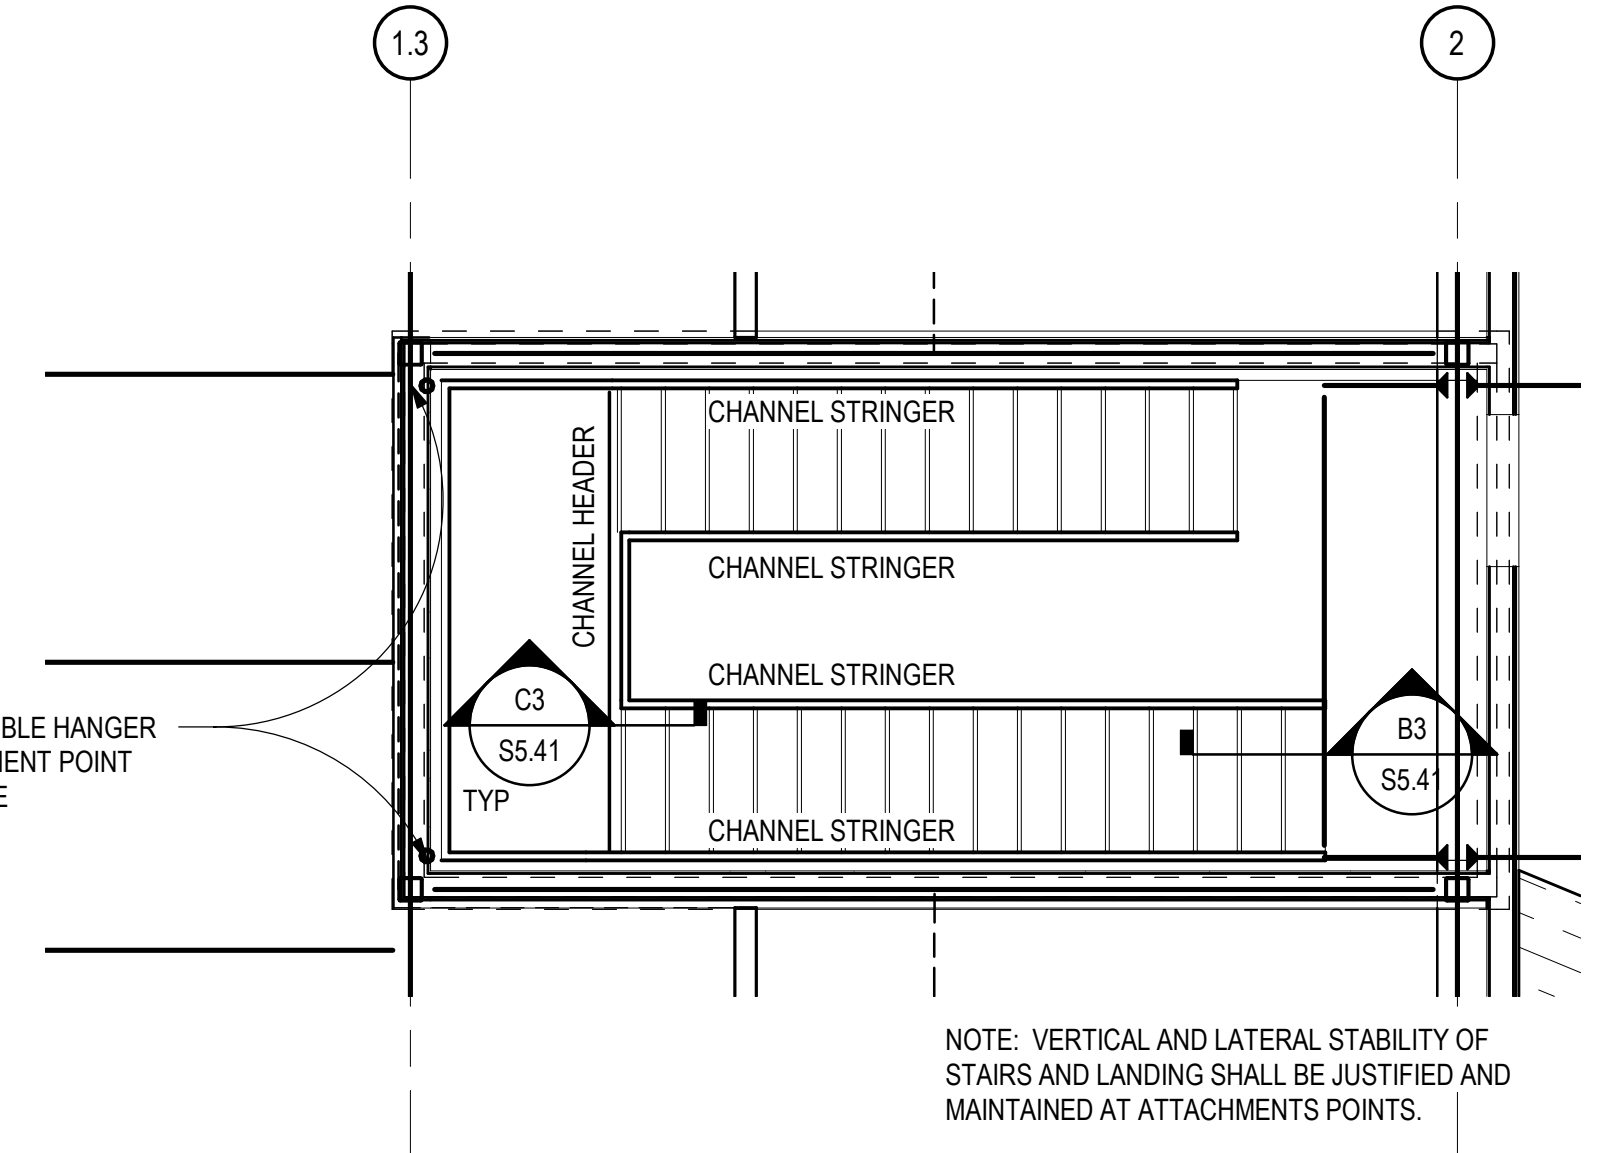 1.3
2
CHANNEL STRINGER
CHANNEL HEADER
CHANNEL STRINGER
CHANNEL STRINGER
C3
S5.41
TYP
B3
S5.41
BLE HANGER
ENT POINT
CHANNEL STRINGER
NOTE: VERTICAL AND LATERAL STABILITY OF
STAIRS AND LANDING SHALL BE JUSTIFIED AND
MAINTAINED AT ATTACHMENTS POINTS.